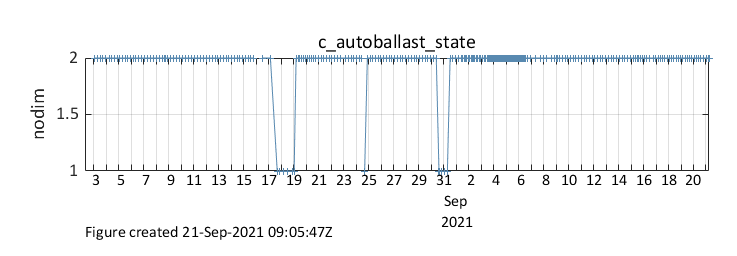 c_autoballast_state
2
1.5
1
nodim
3 5 7 9 11 13 15 17 19 21 23 25 27 29 31 2 4 6 8 10 12 14 16 18 20
Sep
2021
Figure created 21-Sep-2021 09:05:47Z